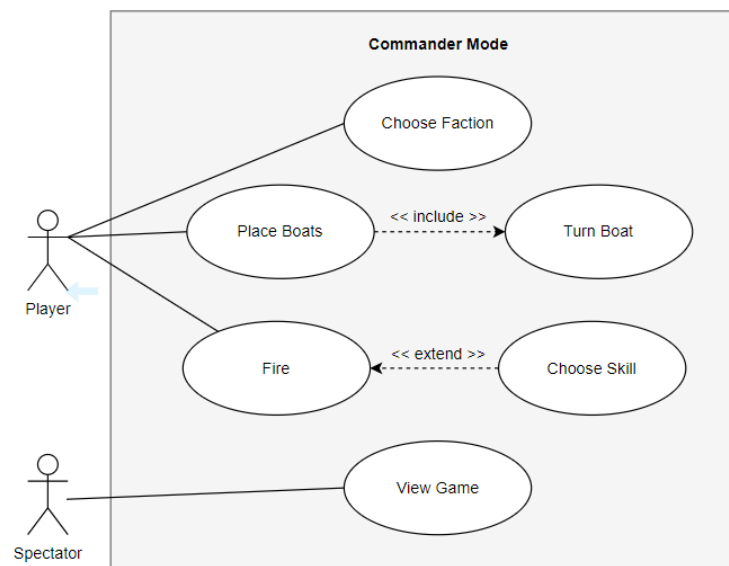 Commander Mode
Choose Faction
Place Boats
<< include >>
Turn Boat
Player
Fire
<< extend >>
Choose Skill
View Game
Spectator